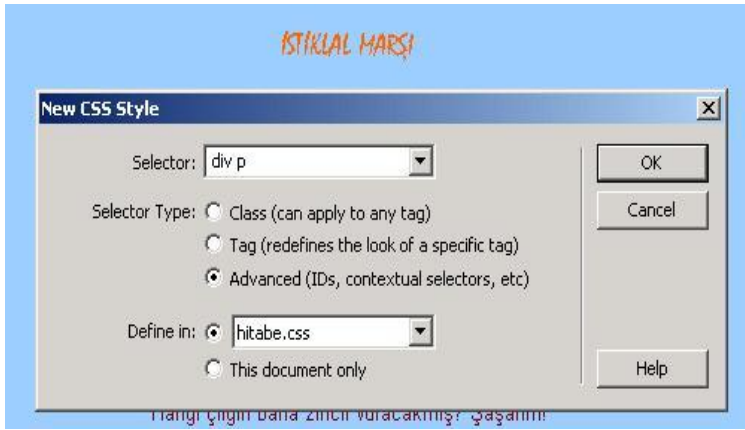 İSTİKLAL MARŞI
New CSS Style
Selector: div p
OK
Selector Type: Class (can apply to any tag)
Cancel
Tag (redefines the look of a specific tag)
Advanced (IDs, contextual selectors, etc)
Define in: hitabe.css
This document only
Help
Hangi çılgın bana zincir vuracakmış? Şaşarım!